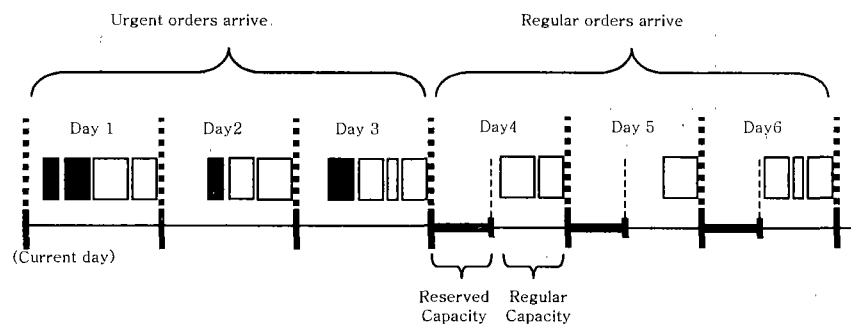 Urgent orders arrive.
Regular orders arrive
Day 1
Day2
Day 3
Day4
Day 5
Day6
(Current day)
Reserved
Capacity
Regular
Capacity